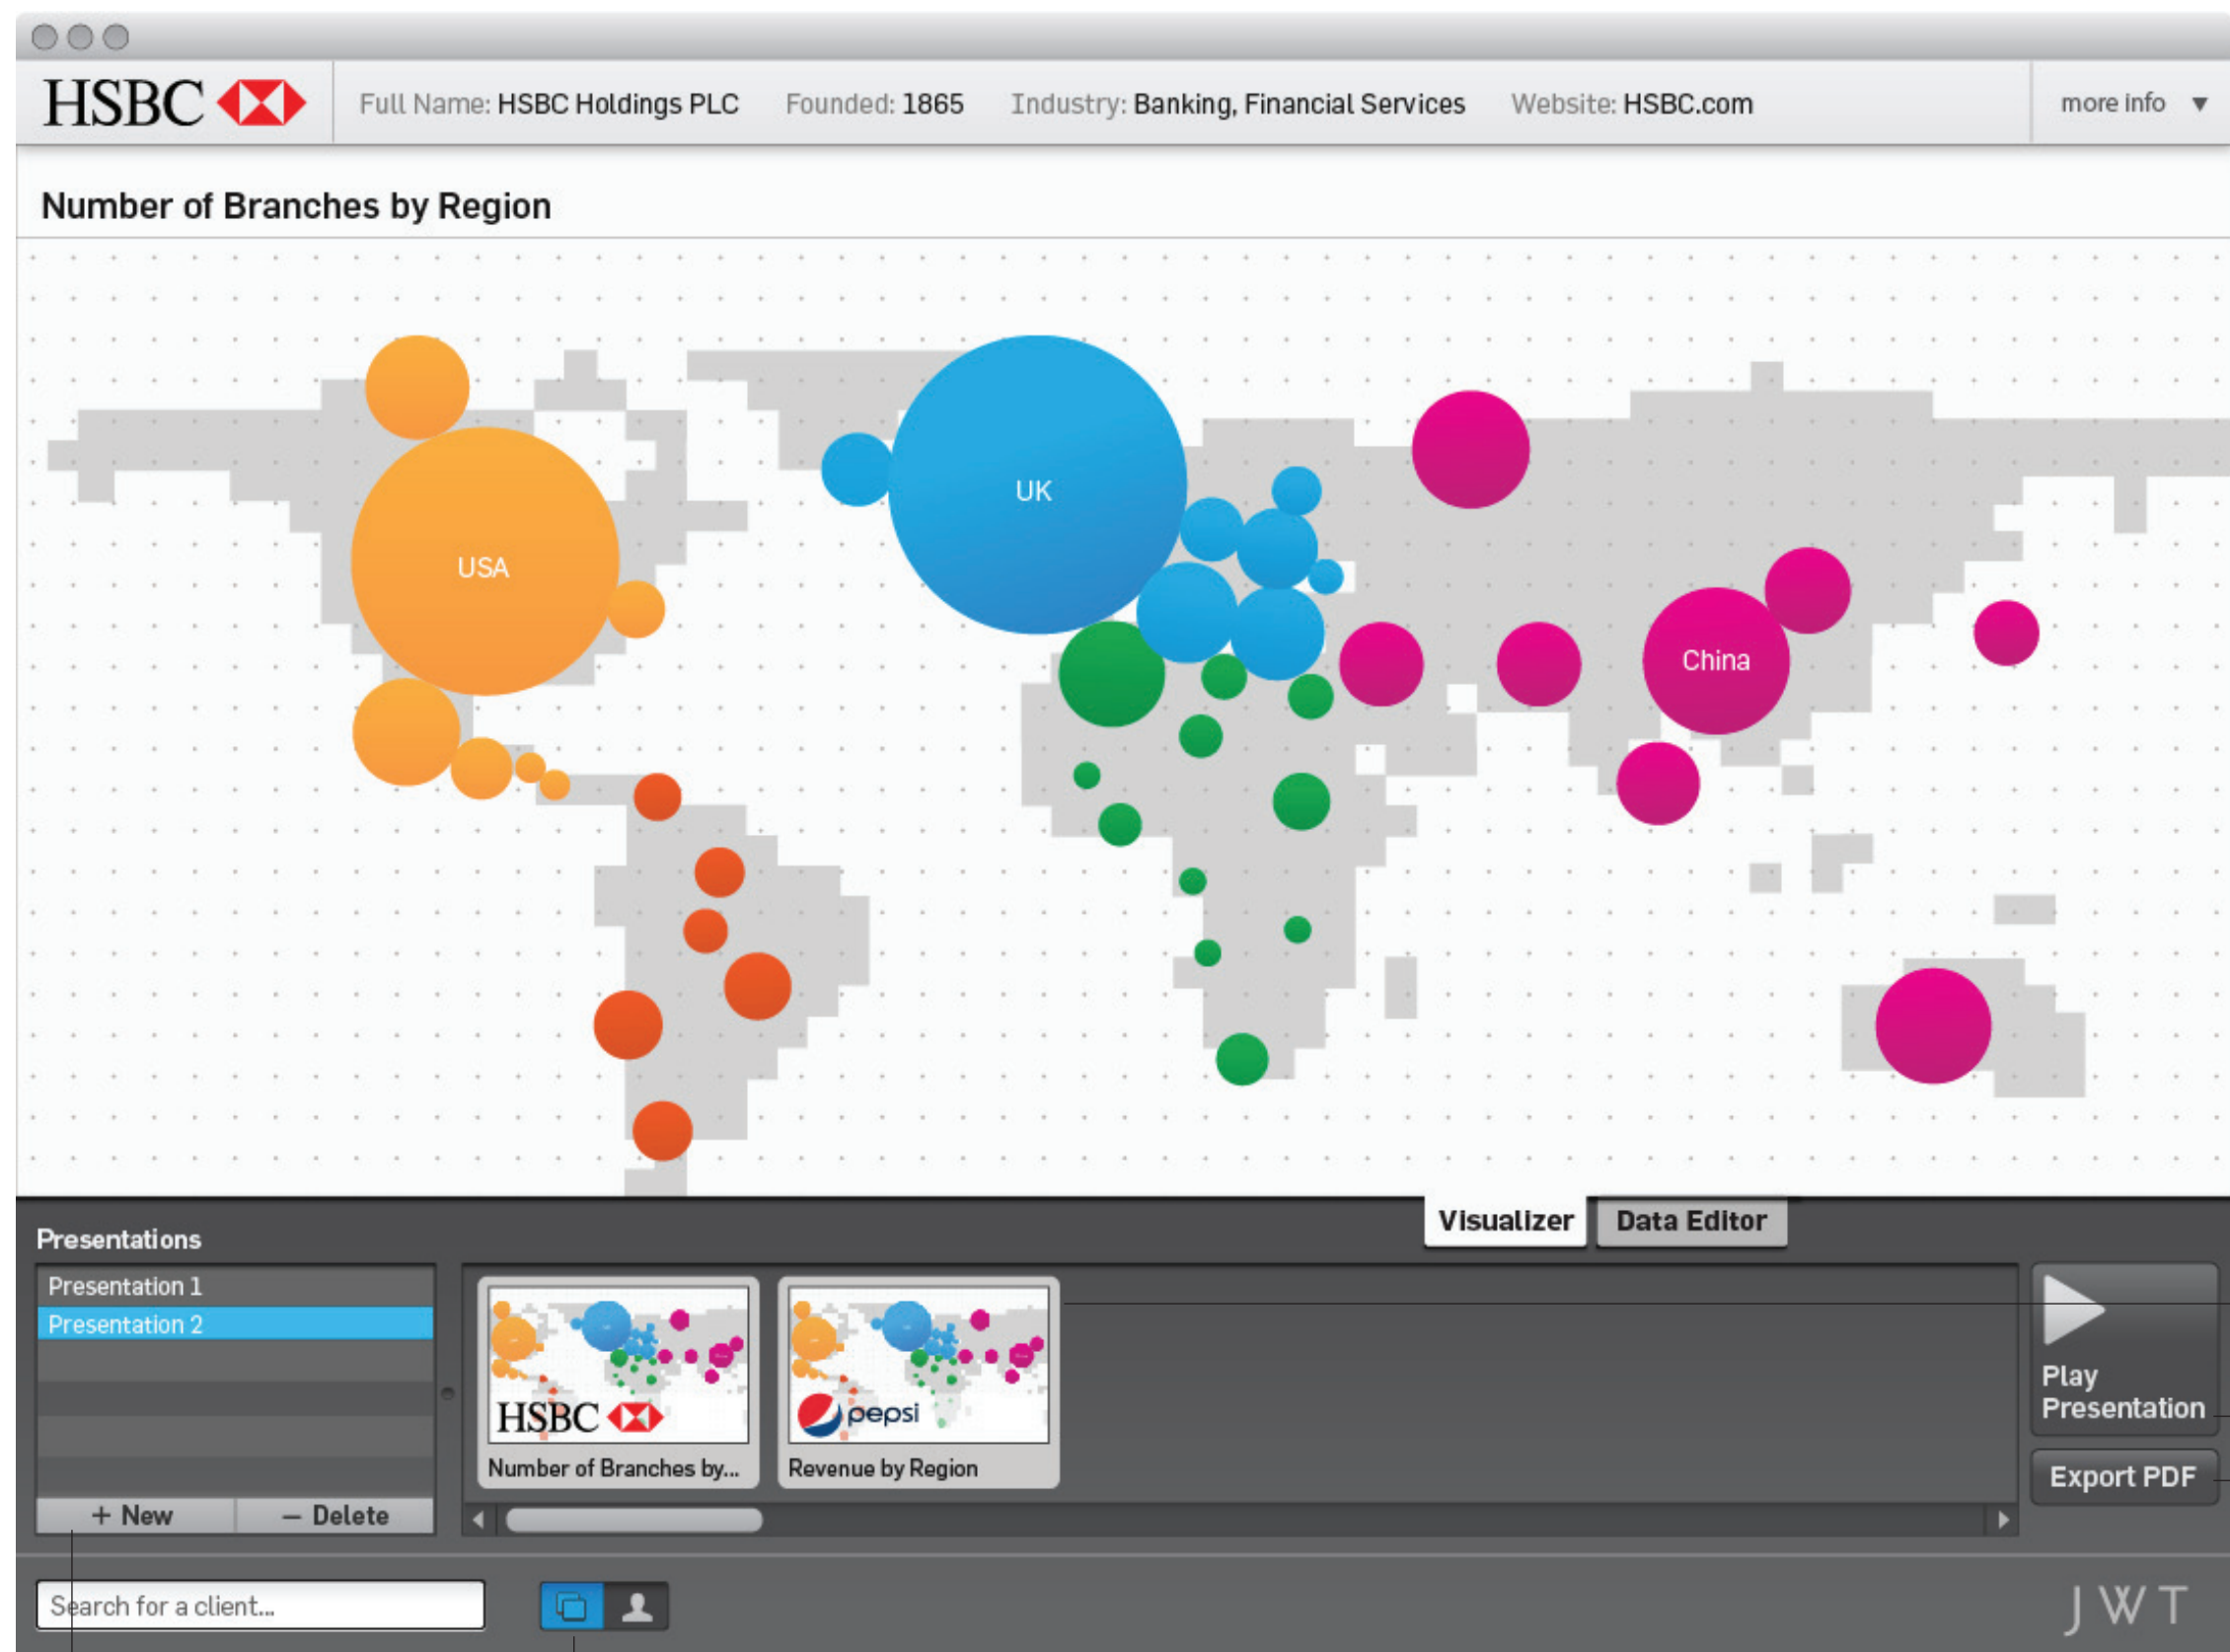 HSBC
Full Name: HSBC Holdings PLC Founded: 1865 Industry: Banking, Financial Services Website: HSBC.com more info
Number of Branches by Region
UK
USA
China
Visualizer Data Editor
Presentations
Presentation 1
Presentation 2
+ New − Delete
HSBC
Number of Branches by...
pepsi
Revenue by Region
Play
Presentation
Export PDF
Search for a client...
JWT